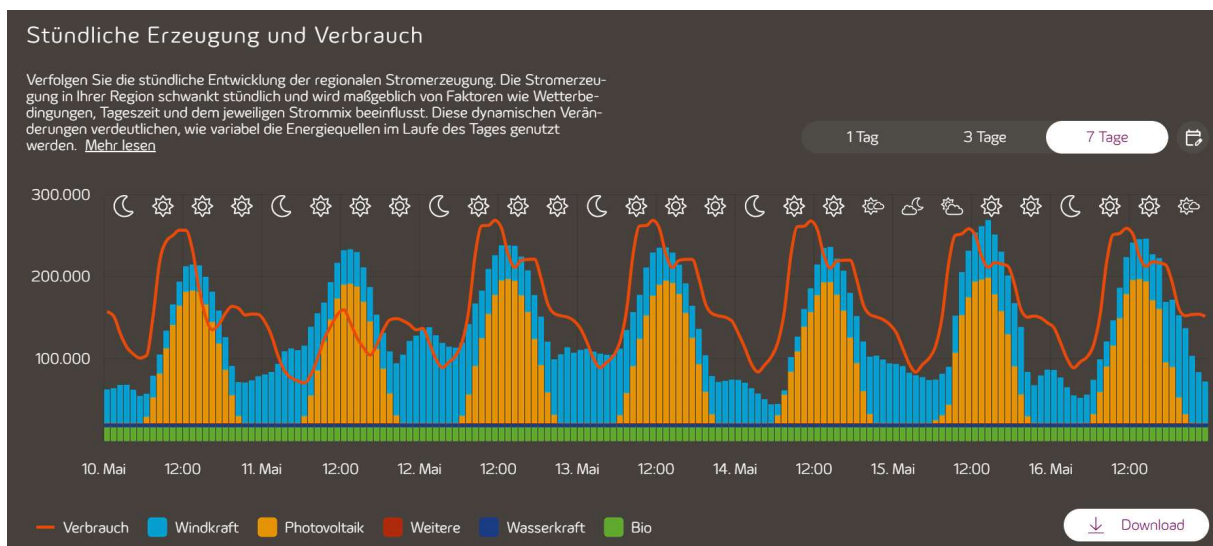 Stündliche Erzeugung und Verbrauch
Verfolgen Sie die stündliche Entwicklung der regionalen Stromerzeugung. Die Stromerzeu-
gung in Ihrer Region schwankt stündlich und wird maßgeblich von Faktoren wie Wetterbe-
dingungen, Tageszeit und dem jeweiligen Strommix beeinflusst. Diese dynamischen Verän-
derungen verdeutlichen, wie variabel die Energiequellen im Laufe des Tages genutzt
werden. Mehr lesen
1 Tag 3 Tage 7 Tage
300.000
200.000
100.000
10. Mai 12:00 11. Mai 12:00 12. Mai 12:00 13. Mai 12:00 14. Mai 12:00 15. Mai 12:00 16. Mai 12:00
Verbrauch Windkraft Photovoltaik Weitere Wasserkraft Bio Download